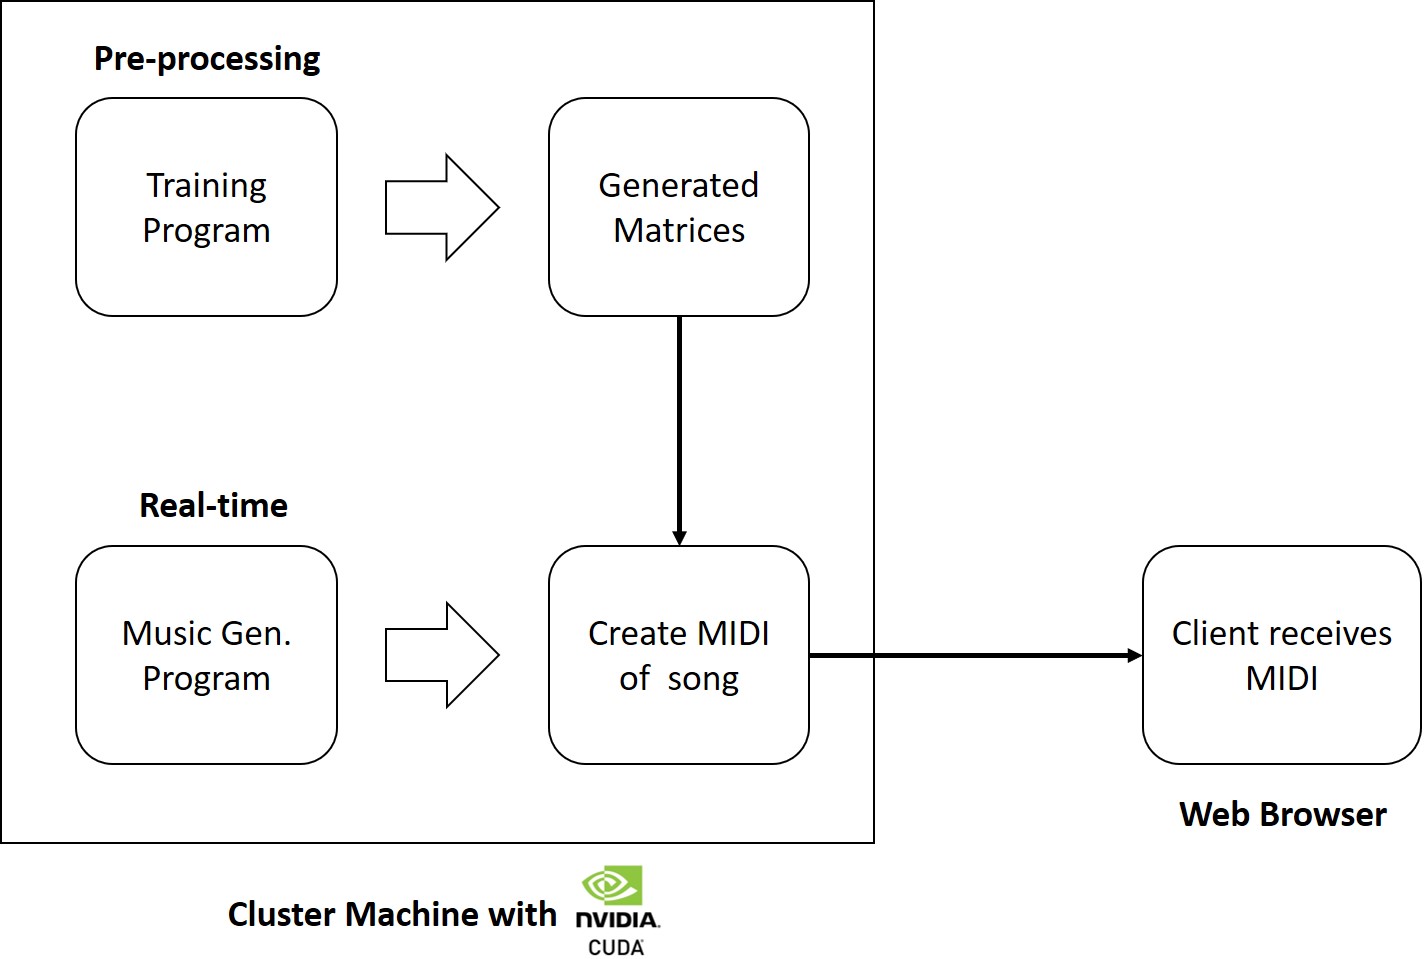 Pre-processing
Training
Program
Generated
Matrices
Real-time
Music Gen.
Program
Create MIDI
of song
Client receives
MIDI
Web Browser
Cluster Machine with
NVIDIA.
CUDA